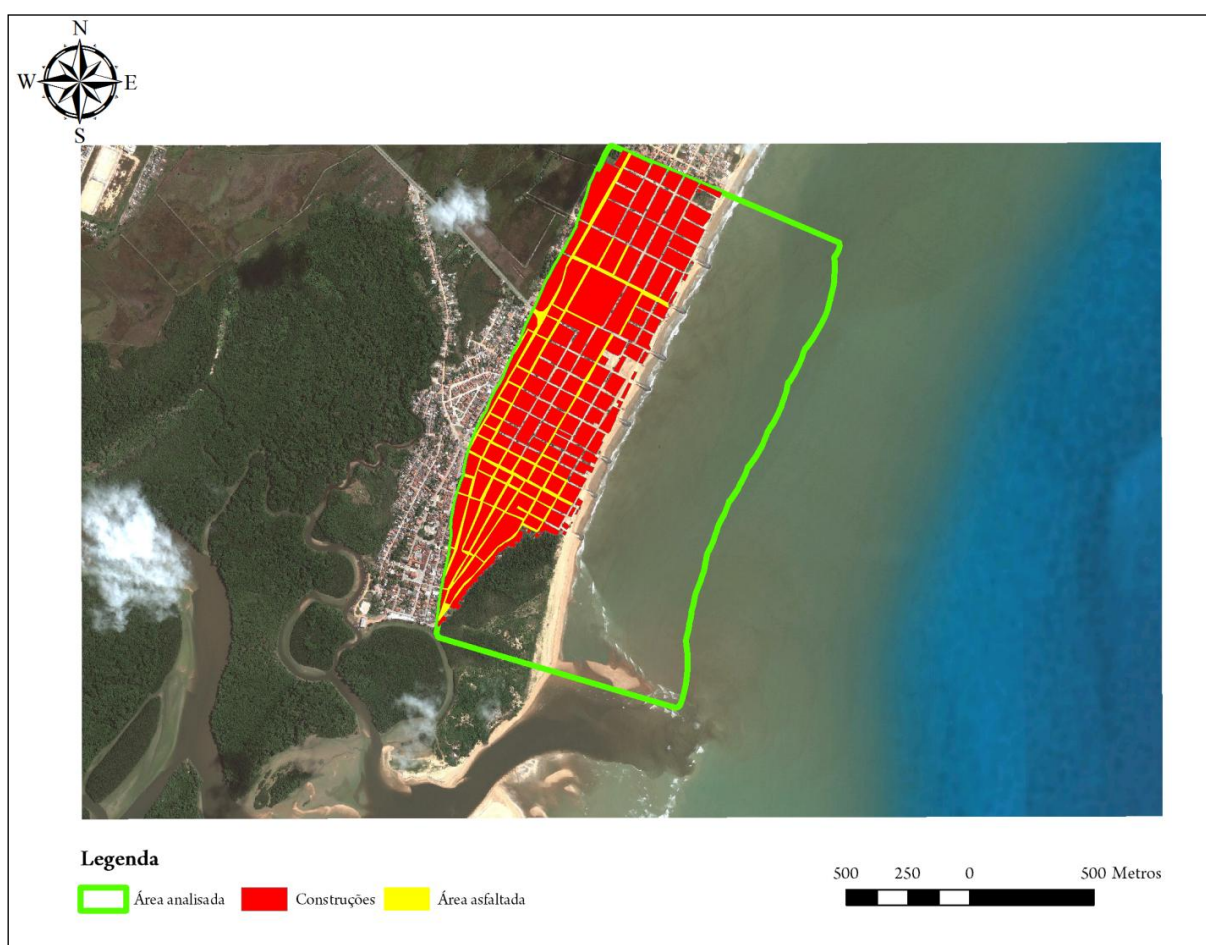 N
W E
S
Legenda
Área analisada Construções Área asfaltada
500 250 0 500 Metros